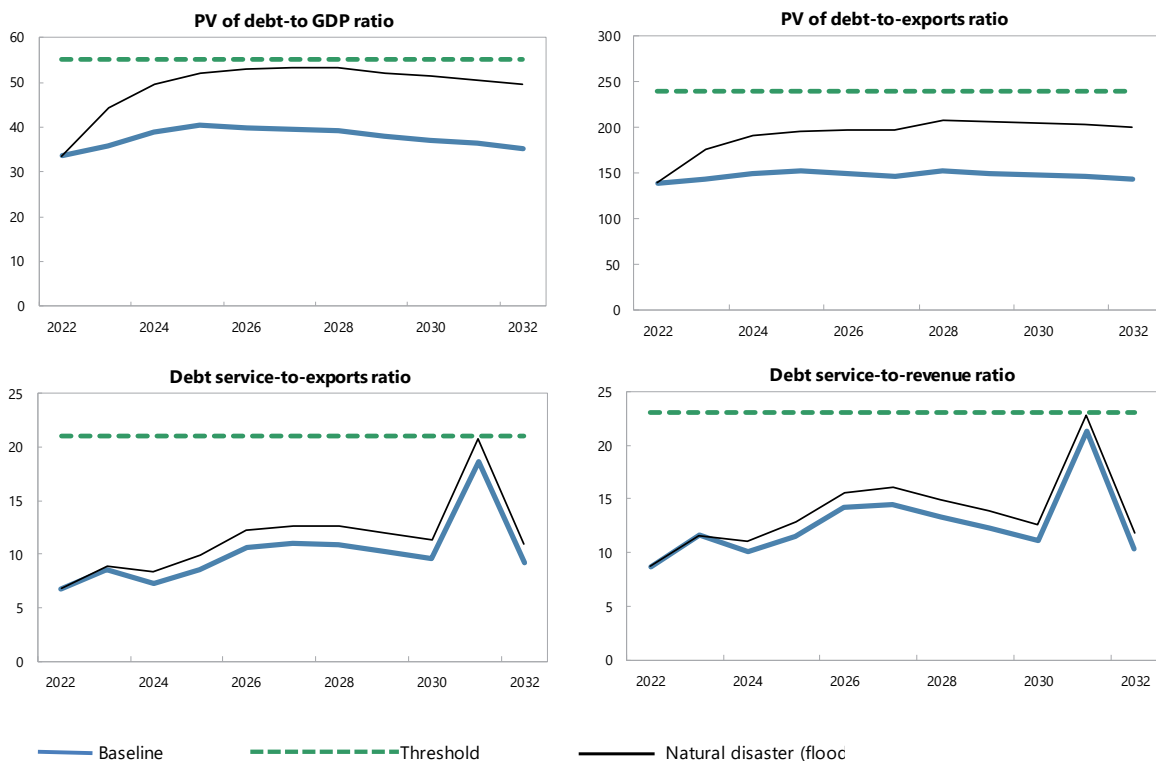 PV of debt-to GDP ratio
60
50
40
30
20
10
0
2022 2024 2026 2028 2030 2032
PV of debt-to-exports ratio
300
250
200
150
100
50
0
2022 2024 2026 2028 2030 2032
Debt service-to-exports ratio
25
20
15
10
5
0
2022 2024 2026 2028 2030 2032
Debt service-to-revenue ratio
25
20
15
10
5
0
2022 2024 2026 2028 2030 2032
Baseline Threshold Natural disaster (flooc